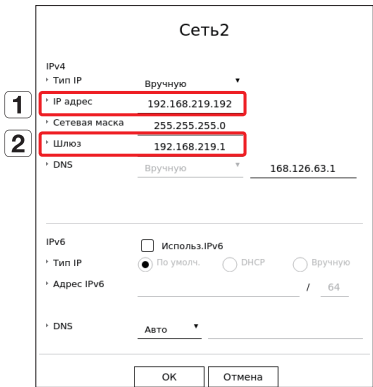 Сеть2
IPv4
Тип IP Вручную
1 IP адрес 192.168.219.192
Сетевая маска 255.255.255.0
2 Шлюз 192.168.219.1
DNS Вручную 168.126.63.1
IPv6 Использ.IPv6
Тип IP По умолч. DHCP Вручную
Адрес IPv6 / 64
DNS Авто
ОК Отмена